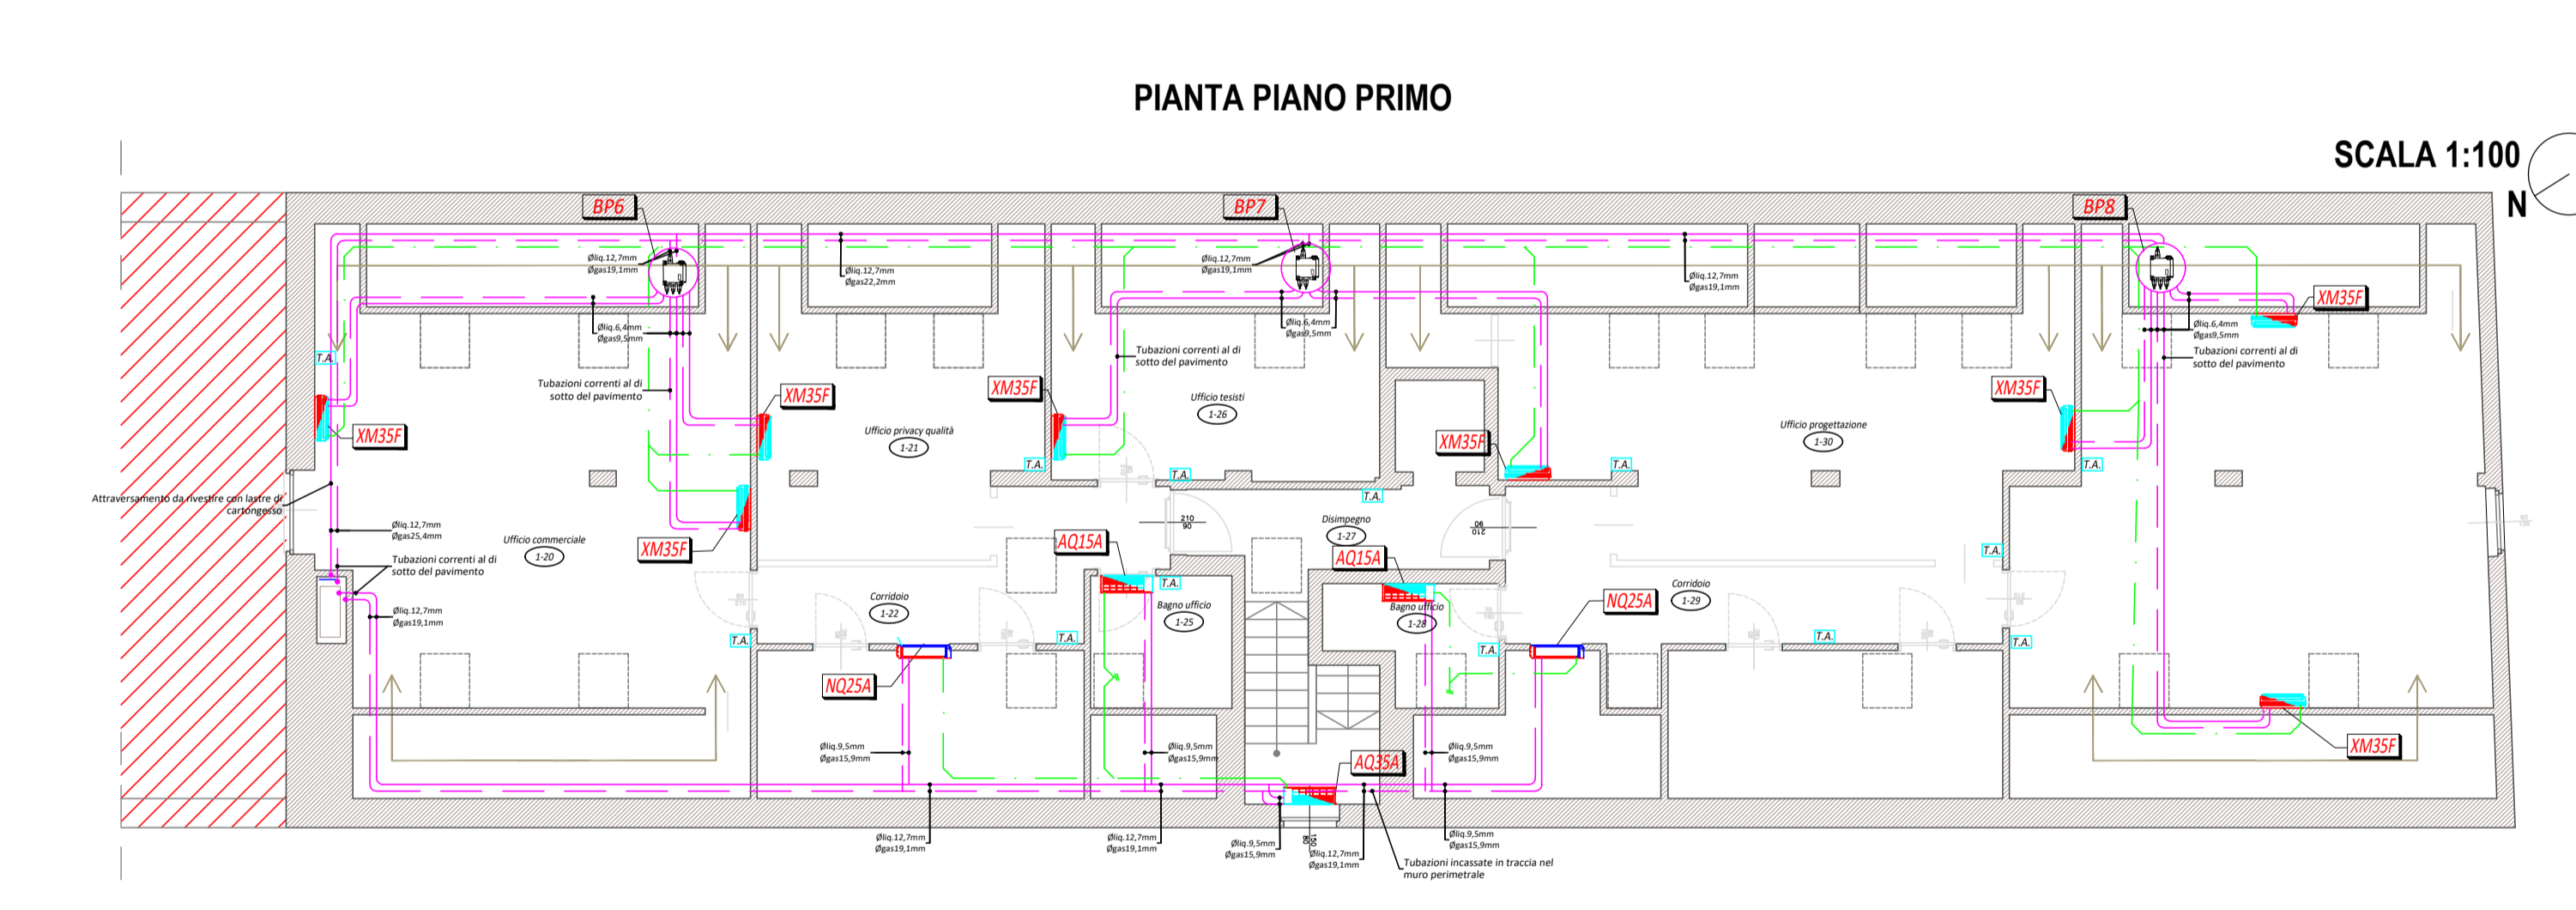 PIANTA PIANO PRIMO
SCALA 1:100
N
BP6
BP7
BP8
Øliq.12,7mm
Øgas19,1mm
Øliq.12,7mm
Øgas22,2mm
Øliq.12,7mm
Øgas19,1mm
Øliq.12,7mm
Øgas19,1mm
XM35F
Øliq.6,4mm
Øgas9,5mm
Øliq.6,4mm
Øgas9,5mm
Øliq.6,4mm
Øgas9,5mm
T.A.
Tubazioni correnti al di
sotto del pavimento
Tubazioni correnti al di
sotto del pavimento
Tubazioni correnti al di
sotto del pavimento
XM35F
XM35F
XM35F
XM35F
XM35F
XM35F
Ufficio privacy qualità
1-21
Ufficio tesisti
1-26
Ufficio progettazione
1-30
T.A.
T.A.
T.A.
T.A.
T.A.
Attraversamento da rivestire con lastre di
cartongesso
Øliq.12,7mm
Øgas25,4mm
Tubazioni correnti al di
sotto del pavimento
Ufficio commerciale
1-20
210
90
Disimpegno
1-27
90
210
AQ15A
AQ15A
T.A.
T.A.
Øliq.12,7mm
Øgas19,1mm
Corridoio
1-22
Bagno ufficio
1-25
Bagno ufficio
1-28
NQ25A
Corridoio
1-29
T.A.
T.A.
T.A.
T.A.
T.A.
NQ25A
Øliq.9,5mm
Øgas15,9mm
Øliq.9,5mm
Øgas15,9mm
AQ35A
Øliq.9,5mm
Øgas15,9mm
XM35F
Øliq.12,7mm
Øgas19,1mm
Øliq.12,7mm
Øgas19,1mm
Øliq.9,5mm
Øgas15,9mm
150
80
Øliq.12,7mm
Øgas19,1mm
Øliq.9,5mm
Øgas15,9mm
Tubazioni incassate in traccia nel
muro perimetrale